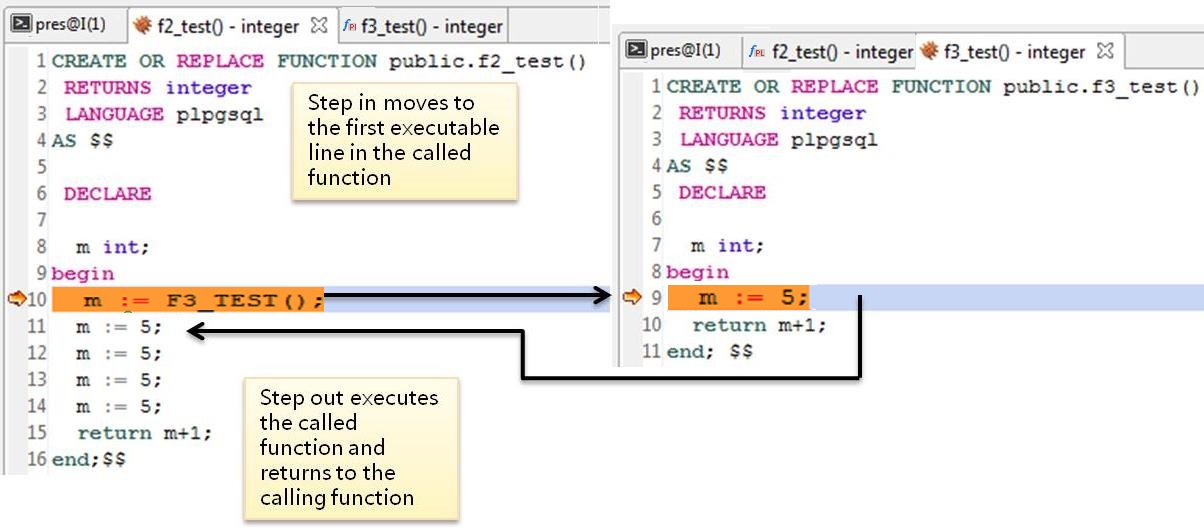 pres@I(1)
f2_test() - integer
fPL f3_test() - integer
1 CREATE OR REPLACE FUNCTION public.f2_test()
2 RETURNS integer
3 LANGUAGE plpgsql
4 AS $$
5
6 DECLARE
7
8 m int;
9 begin
10 m := F3_TEST();
11 m := 5;
12 m := 5;
13 m := 5;
14 m := 5;
15 return m+1;
16 end;$$
Step in moves to
the first executable
line in the called
function
Step out executes
the called
function and
returns to the
calling function
pres@I(1)
fPL f2_test() - integer
f3_test() - integer
1 CREATE OR REPLACE FUNCTION public.f3_test()
2 RETURNS integer
3 LANGUAGE plpgsql
4 AS $$
5 DECLARE
6
7 m int;
8 begin
9 m := 5;
10 return m+1;
11 end; $$